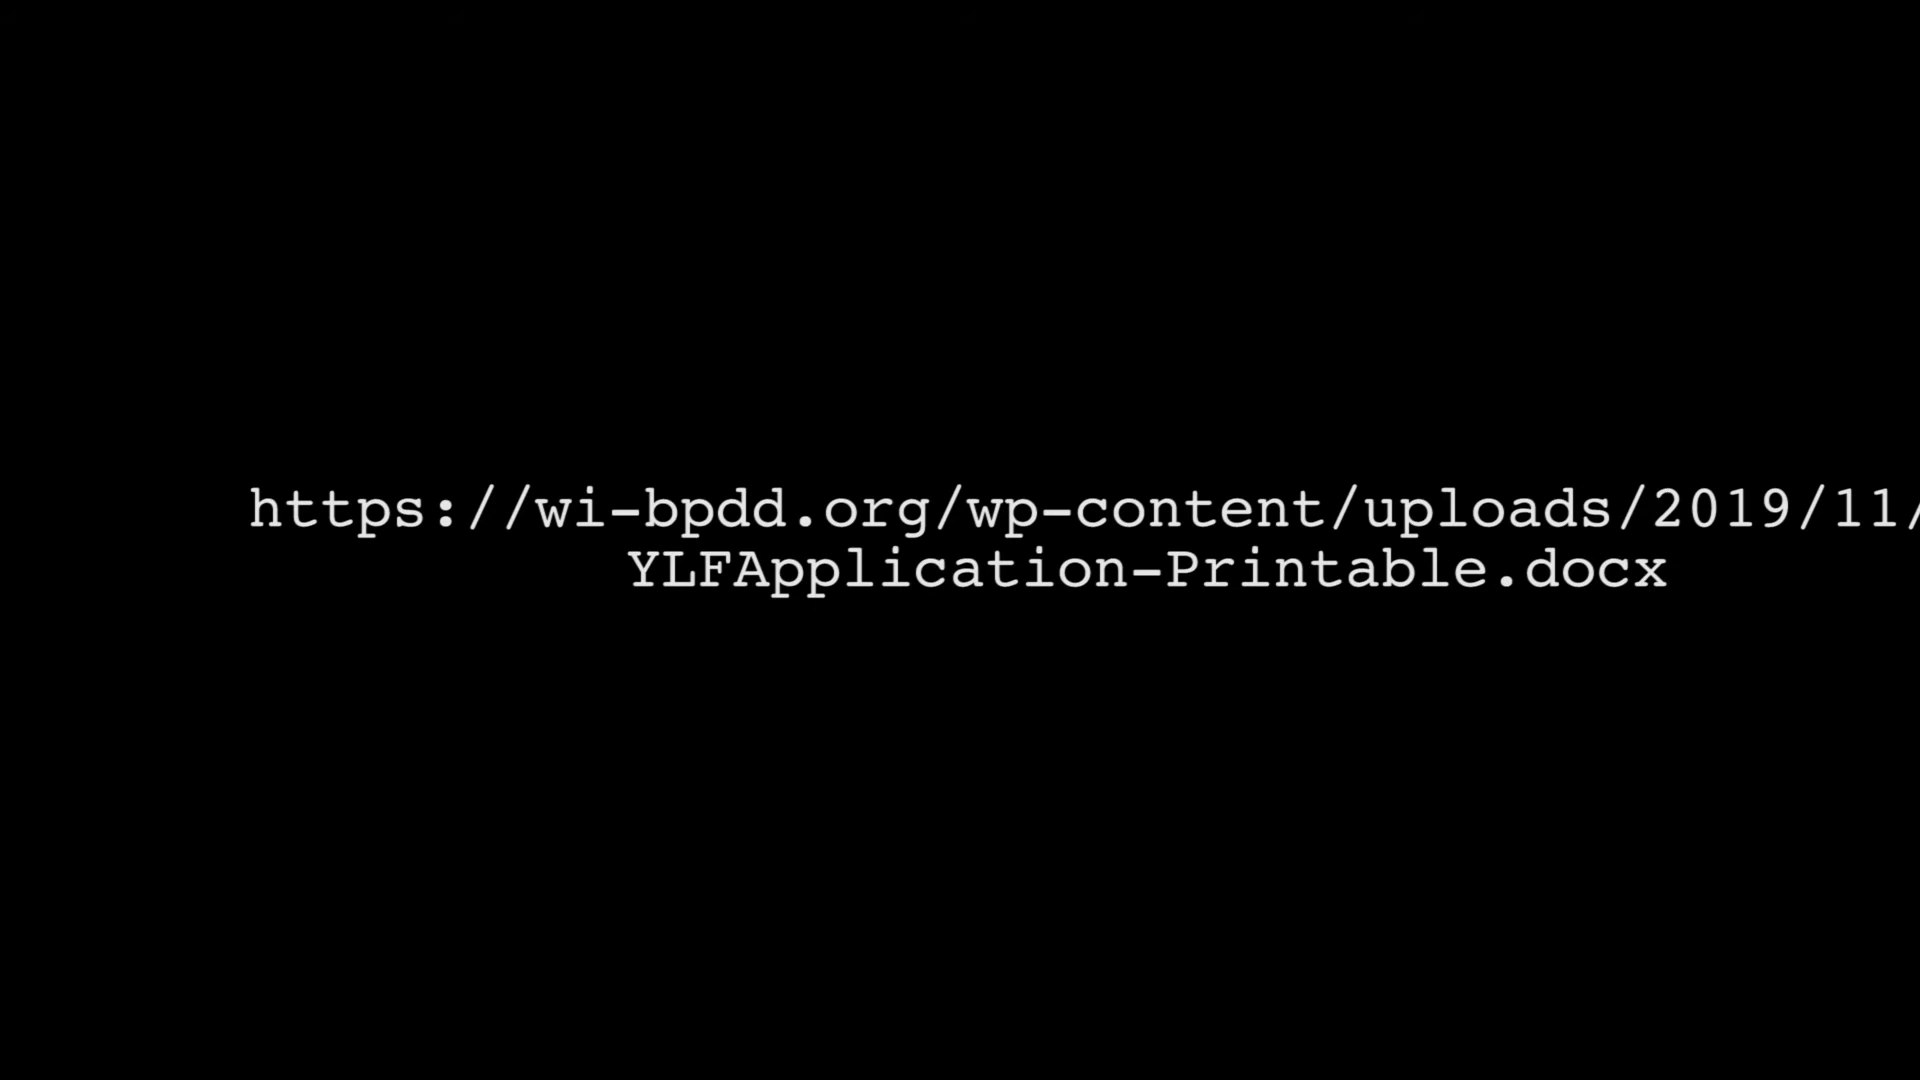 https://wi-bpdd.org/wp-content/uploads/2019/11/
YLFApplication-Printable.docx